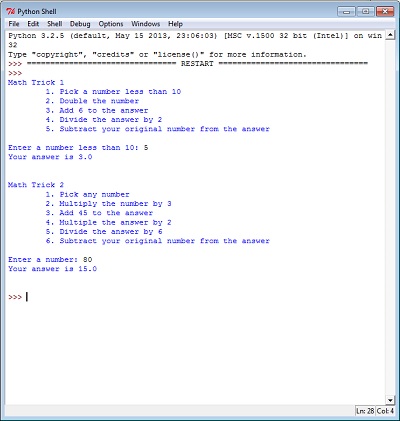 Python Shell
File Edit Shell Debug Options Windows Help
Python 3.2.5 (default, May 15 2013, 23:06:03) [MSC v.1500 32 bit (Intel)] on win
32
Type "copyright", "credits" or "license()" for more information.
>>> ================================ RESTART ================================
>>>
Math Trick 1
1. Pick a number less than 10
2. Double the number
3. Add 6 to the answer
4. Divide the answer by 2
5. Subtract your original number from the answer
Enter a number less than 10: 5
Your answer is 3.0
Math Trick 2
1. Pick any number
2. Multiply the number by 3
3. Add 45 to the answer
4. Multiple the answer by 2
5. Divide the answer by 6
6. Subtract your original number from the answer
Enter a number: 80
Your answer is 15.0
>>>
Ln: 28 Col: 4